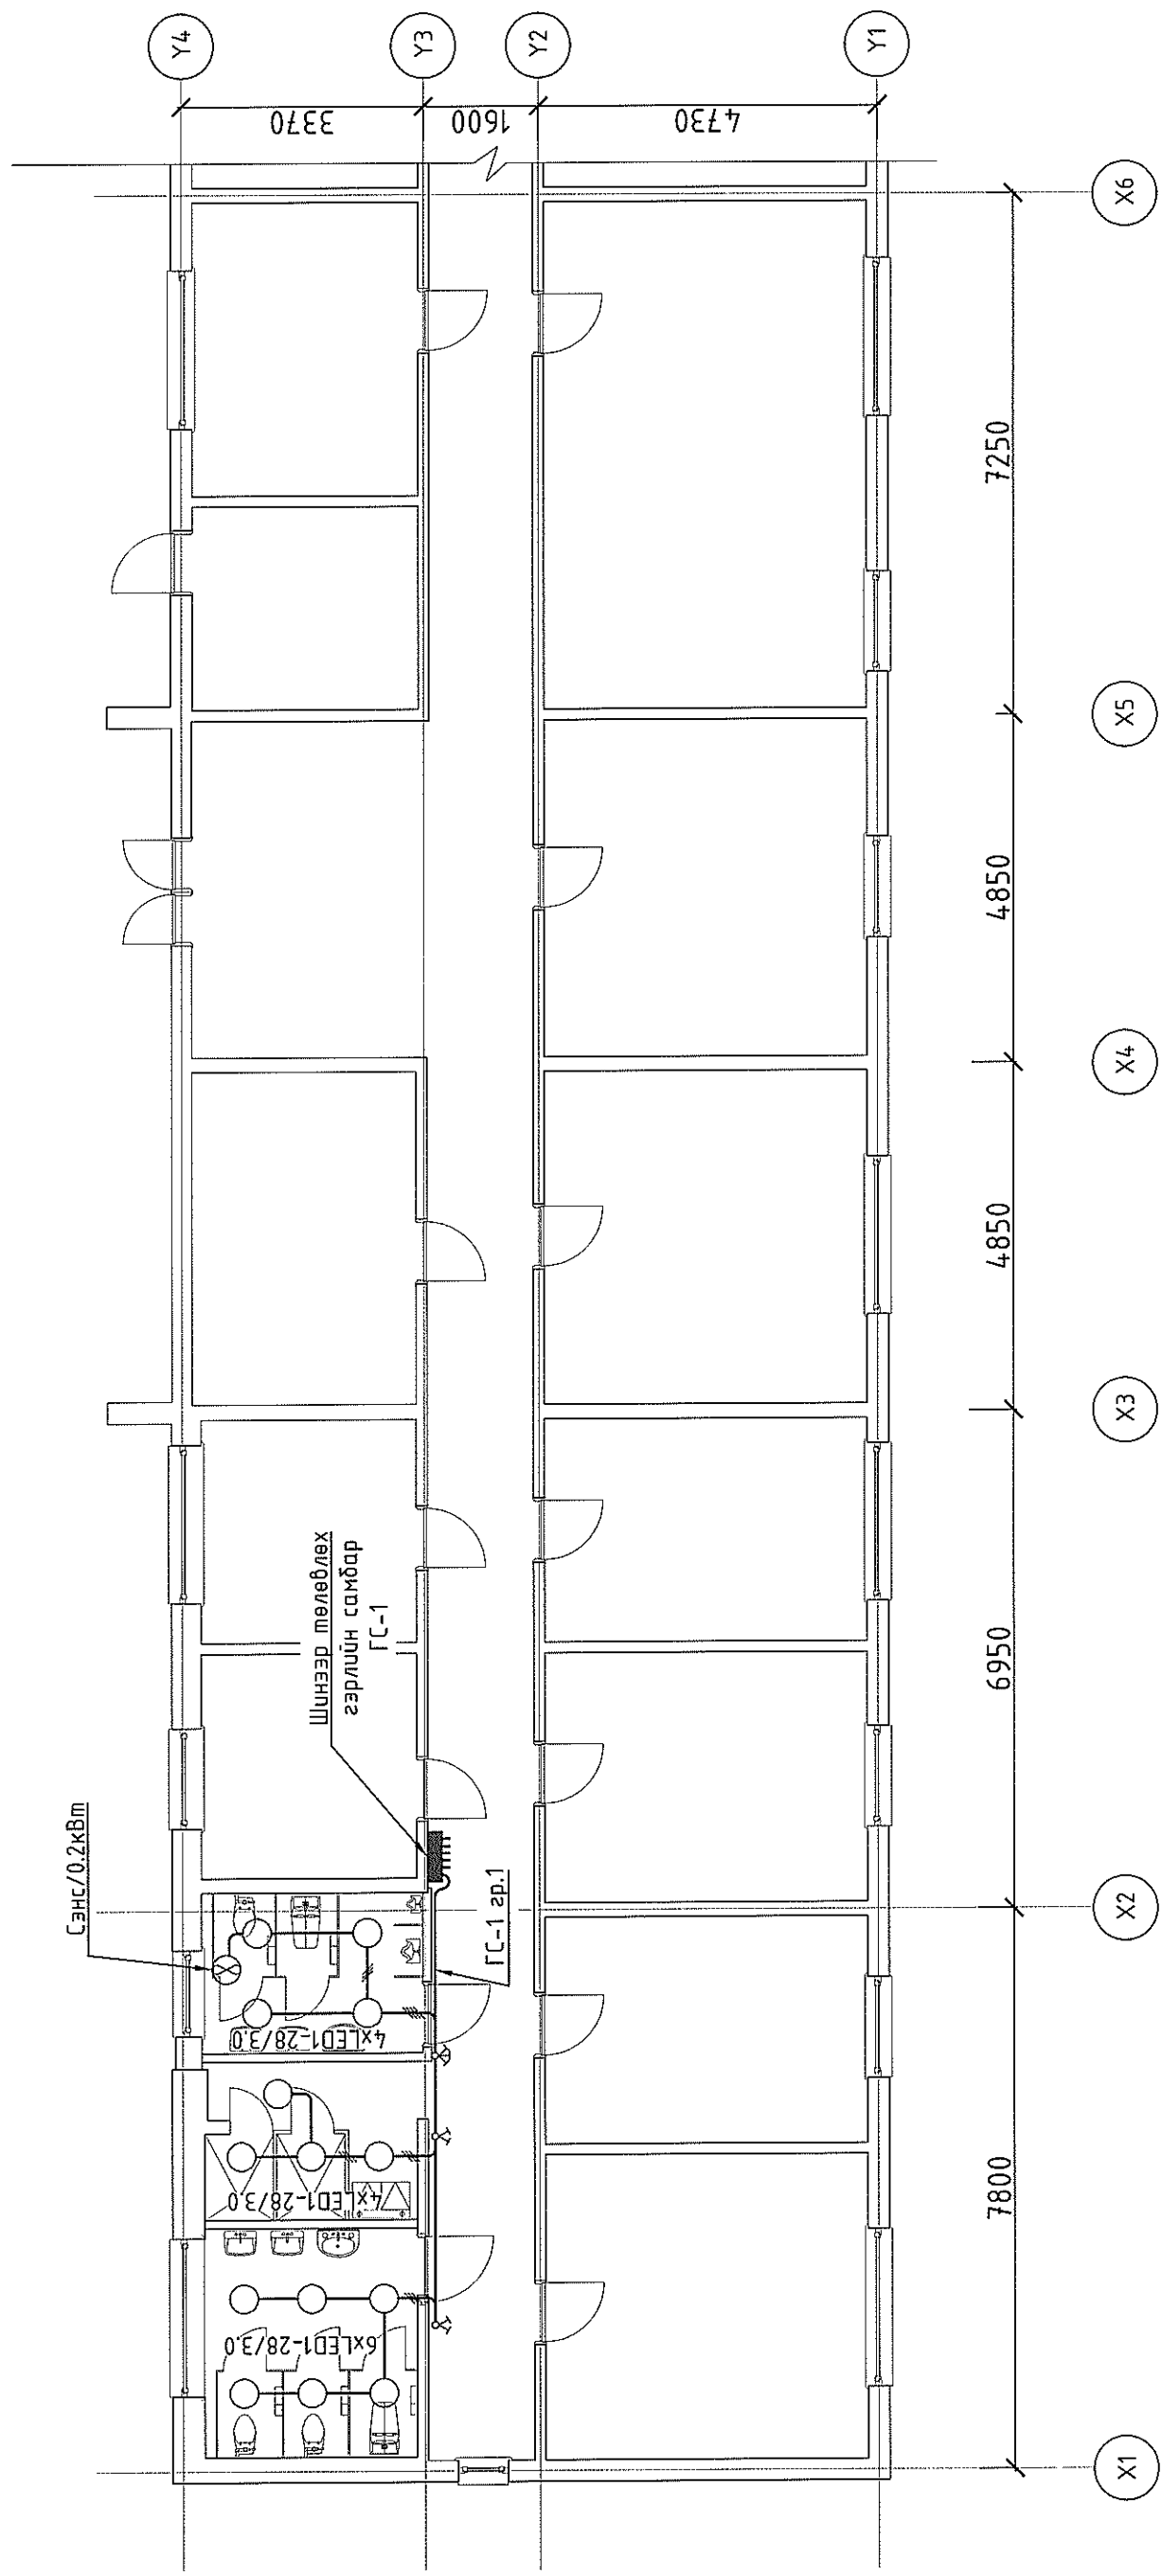 Y4
Y3
Y2
Y1
3370
1600
4730
X6
7250
X5
4850
X4
4850
X3
6950
X2
7800
X1
Сэнс/0.2кВт
Шинээр төлөвлөх
гэрлийн самбар
ГС-1
ГС-1 гр.1
4xLED1-28/3.0
4xLED1-28/3.0
6xLED1-28/3.0